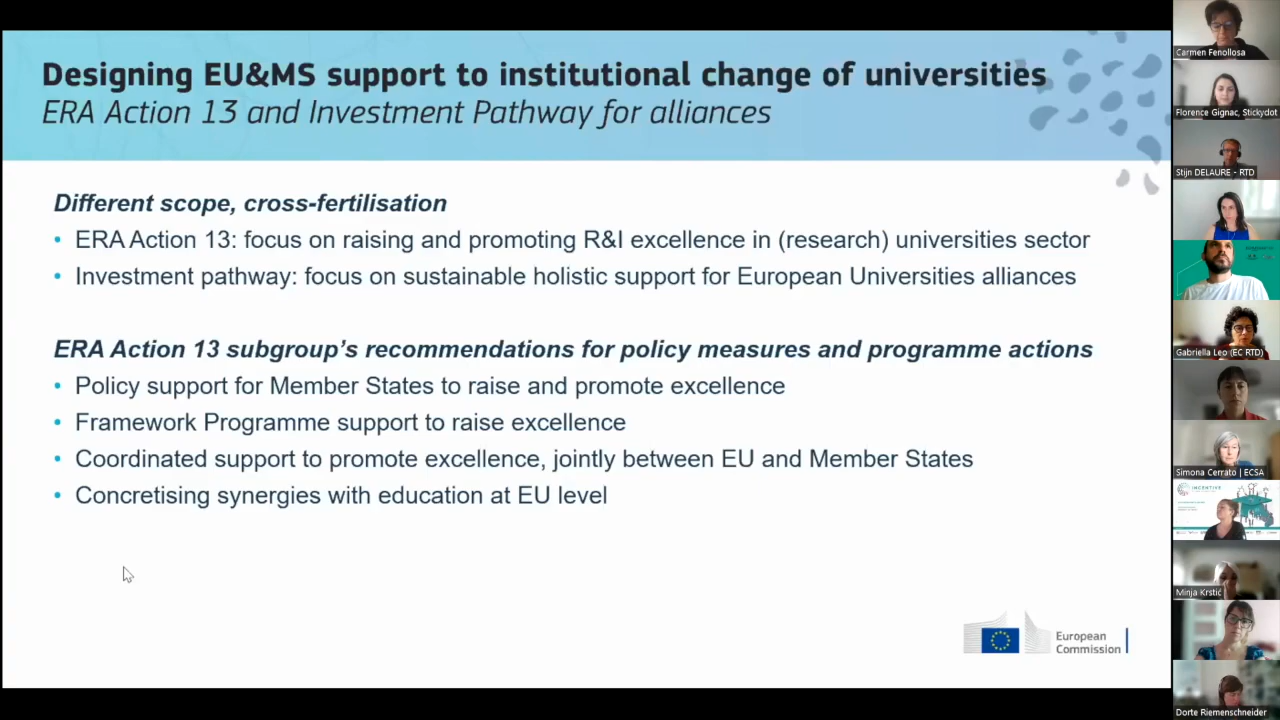 Designing EU&MS support to institutional change of universities
ERA Action 13 and Investment Pathway for alliances
Different scope, cross-fertilisation
• ERA Action 13: focus on raising and promoting R&I excellence in (research) universities sector
• Investment pathway: focus on sustainable holistic support for European Universities alliances
ERA Action 13 subgroup's recommendations for policy measures and programme actions
• Policy support for Member States to raise and promote excellence
• Framework Programme support to raise excellence
• Coordinated support to promote excellence, jointly between EU and Member States
• Concretising synergies with education at EU level
European
Commission
Carmen Fenollosa
Florence Gignac, Stickydot
Stijn DELAURE - RTD
Gabriella Leo (EC RTD)
Simona Cerrato | ECSA
INCENTIVE
Minja Krstić
Dorte Riemenschneider